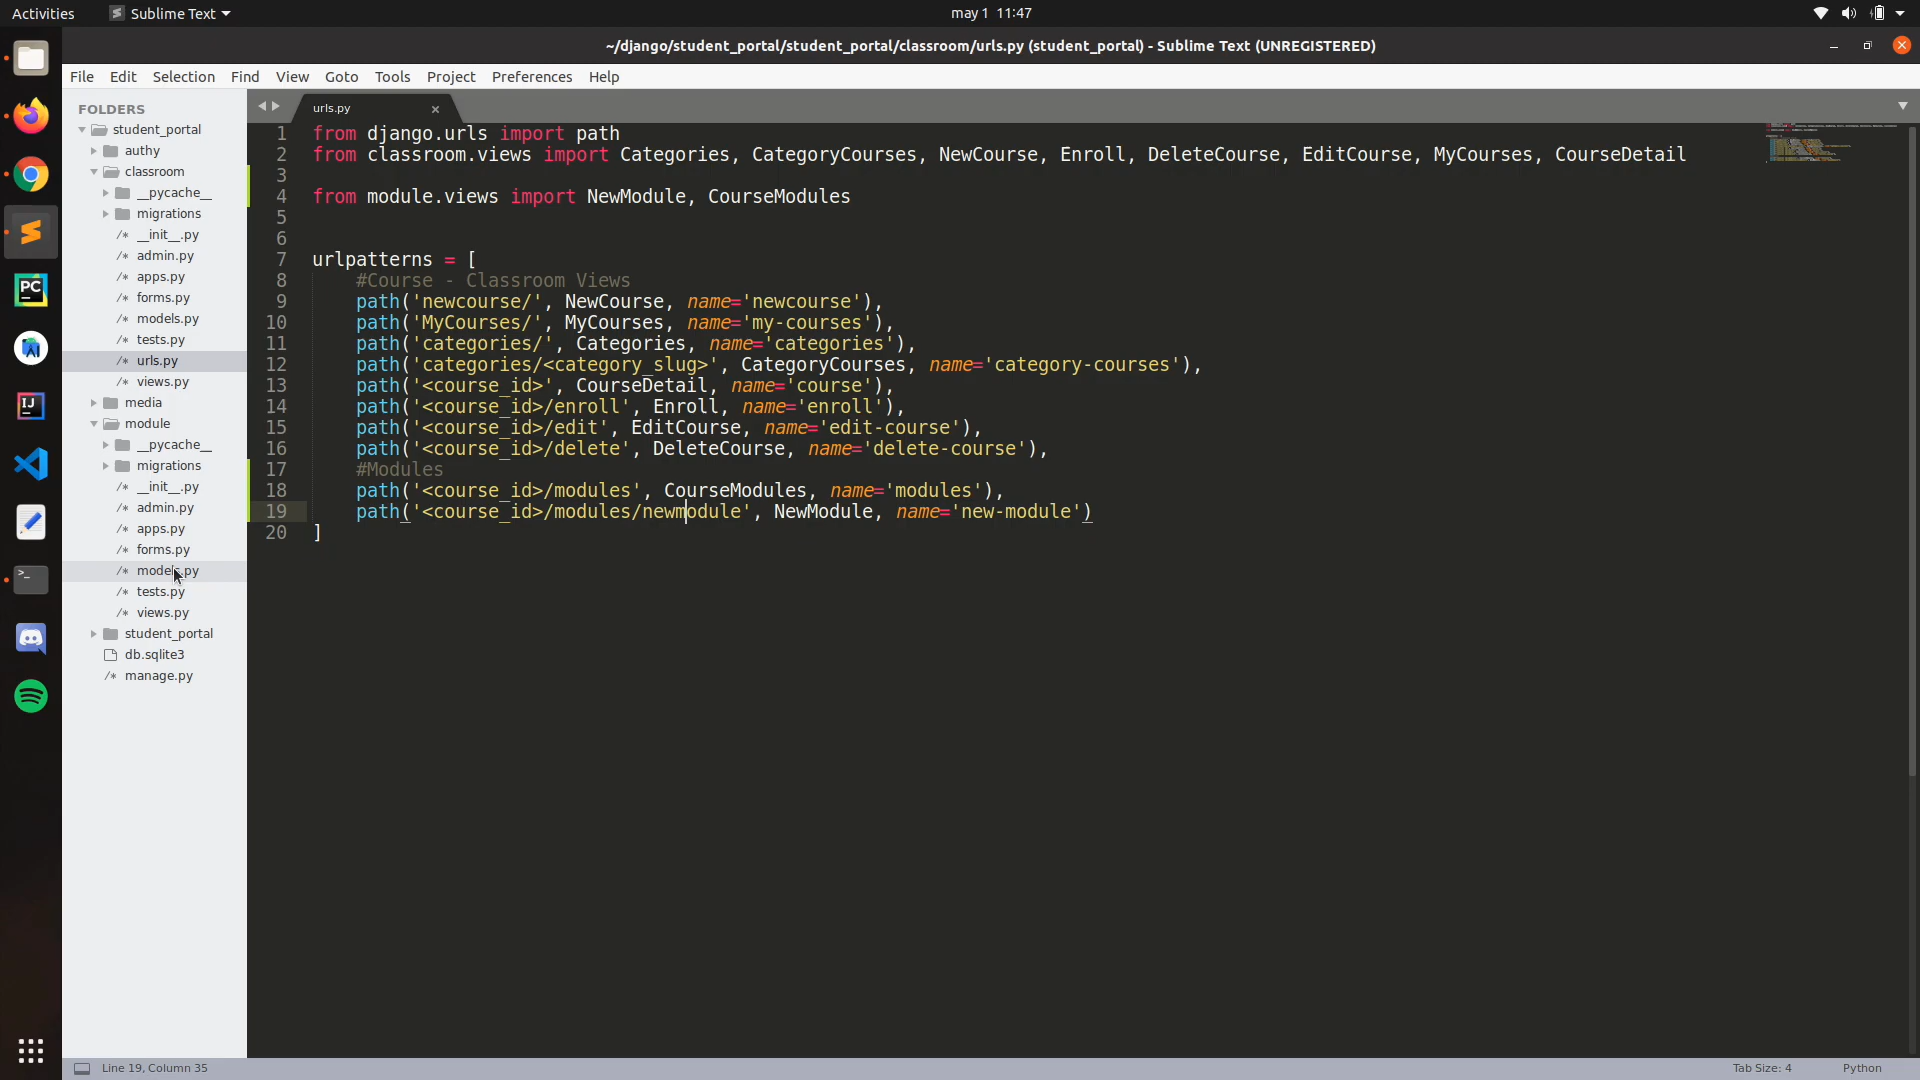 Activities
Sublime Text
may 1 11:47
~/django/student_portal/student_portal/classroom/urls.py (student_portal) - Sublime Text (UNREGISTERED)
File Edit Selection Find View Goto Tools Project Preferences Help
FOLDERS
student_portal
authy
classroom
__pycache__
migrations
/* __init__.py
/* admin.py
/* apps.py
/* forms.py
/* models.py
/* tests.py
/* urls.py
/* views.py
media
module
__pycache__
migrations
/* __init__.py
/* admin.py
/* apps.py
/* forms.py
/* models.py
/* tests.py
/* views.py
student_portal
db.sqlite3
/* manage.py
urls.py
1 from django.urls import path
2 from classroom.views import Categories, CategoryCourses, NewCourse, Enroll, DeleteCourse, EditCourse, MyCourses, CourseDetail
3
4 from module.views import NewModule, CourseModules
5
6
7 urlpatterns = [
8 #Course - Classroom Views
9 path('newcourse/', NewCourse, name='newcourse'),
10 path('MyCourses/', MyCourses, name='my-courses'),
11 path('categories/', Categories, name='categories'),
12 path('categories/<category_slug>', CategoryCourses, name='category-courses'),
13 path('<course_id>', CourseDetail, name='course'),
14 path('<course_id>/enroll', Enroll, name='enroll'),
15 path('<course_id>/edit', EditCourse, name='edit-course'),
16 path('<course_id>/delete', DeleteCourse, name='delete-course'),
17 #Modules
18 path('<course_id>/modules', CourseModules, name='modules'),
19 path('<course_id>/modules/newmodule', NewModule, name='new-module')
20 ]
PC
IJ
Line 19, Column 35
Tab Size: 4
Python